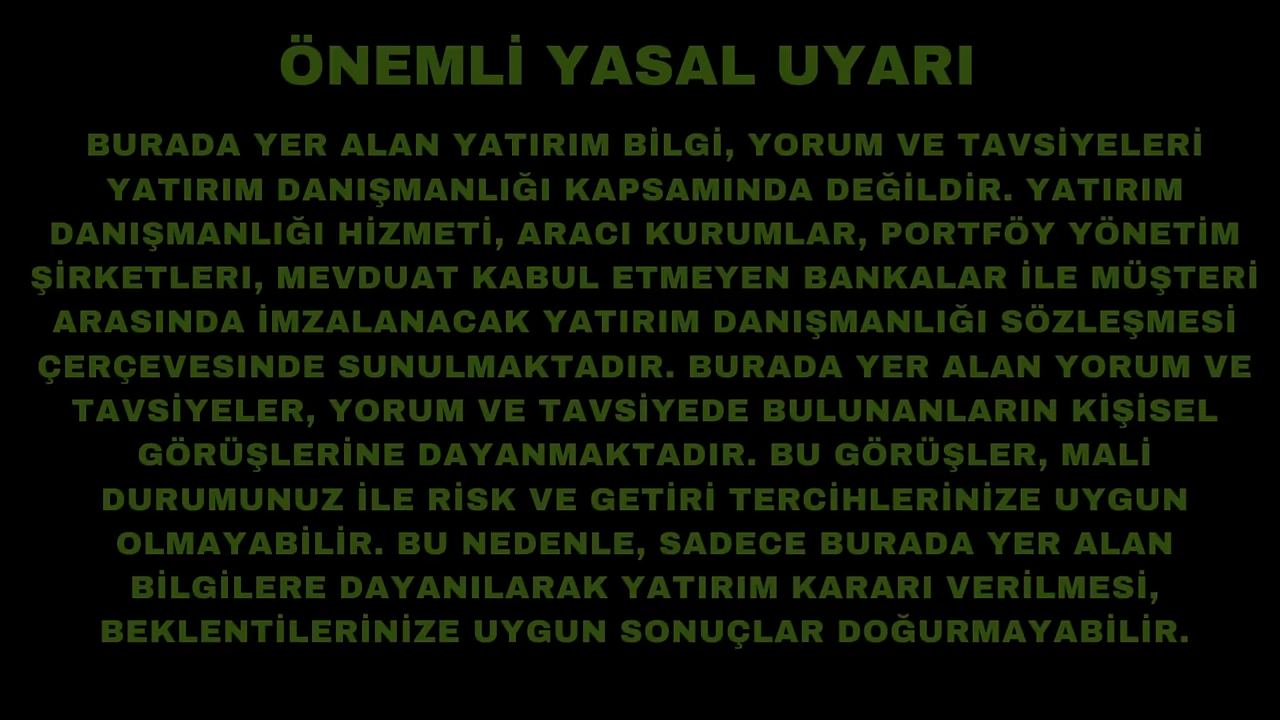 ÖNEMLİ YASAL UYARI
BURADA YER ALAN YATIRIM BİLGİ, YORUM VE TAVSİYELERİ
YATIRIM DANIŞMANLIĞI KAPSAMINDA DEĞİLDİR. YATIRIM
DANIŞMANLIĞI HİZMETİ, ARACI KURUMLAR, PORTFÖY YÖNETİM
ŞİRKETLERI, MEVDUAT KABUL ETMEYEN BANKALAR İLE MÜŞTERİ
ARASINDA İMZALANACAK YATIRIM DANIŞMANLIĞI SÖZLEŞMESİ
ÇERÇEVESINDE SUNULMAKTADIR. BURADA YER ALAN YORUM VE
TAVSİYELER, YORUM VE TAVSİYEDE BULUNANLARIN KİŞİSEL
GÖRÜŞLERİNE DAYANMAKTADIR. BU GÖRÜŞLER, MALİ
DURUMUNUZ İLE RİSK VE GETİRİ TERCİHLERİNİZE UYGUN
OLMAYABİLİR. BU NEDENLE, SADECE BURADA YER ALAN
BİLGİLERE DAYANILARAK YATIRIM KARARI VERİLMESİ,
BEKLENTİLERİNİZE UYGUN SONUÇLAR DOĞURMAYABİLİR.